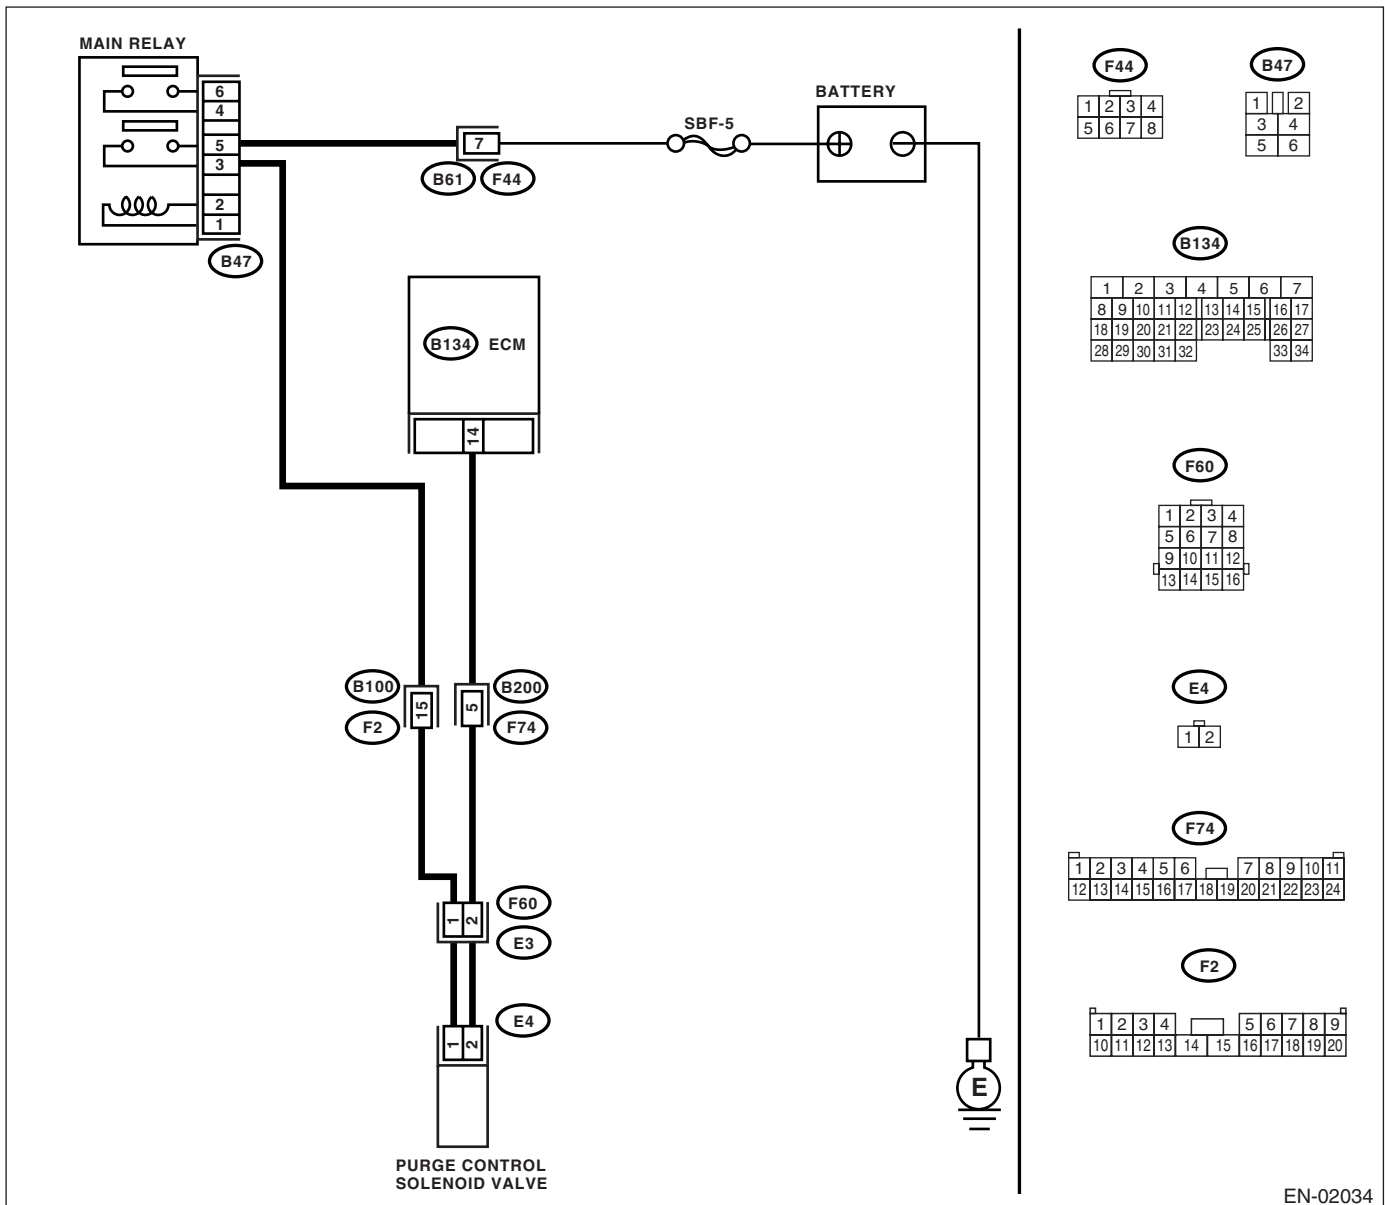 MAIN RELAY
6
4
5
3
2
1
B47
7
B61 F44
SBF-5
BATTERY
B134 ECM
14
B100
F2
15
B200
F74
5
1 2
F60
E3
E4
1 2
PURGE CONTROL
SOLENOID VALVE
E
F44
1 2 3 4
5 6 7 8
B47
1 2
3 4
5 6
B134
1 2 3 4 5 6 7
8 9 10 11 12 13 14 15 16 17
18 19 20 21 22 23 24 25 26 27
28 29 30 31 32 33 34
F60
1 2 3 4
5 6 7 8
9 10 11 12
13 14 15 16
E4
1 2
F74
1 2 3 4 5 6 7 8 9 10 11
12 13 14 15 16 17 18 19 20 21 22 23 24
F2
1 2 3 4 5 6 7 8 9
10 11 12 13 14 15 16 17 18 19 20
EN-02034